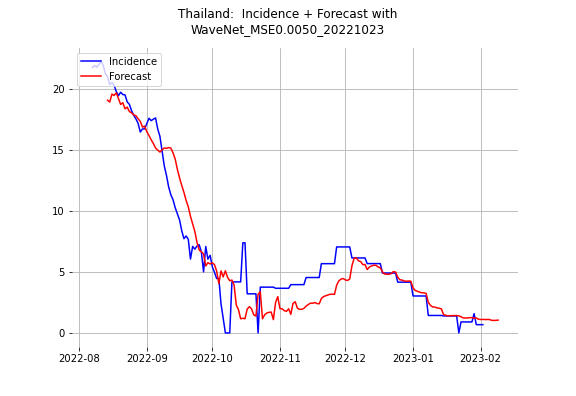 Thailand:  Incidence + Forecast with
WaveNet_MSE0.0050_20221023
Incidence
Forecast
20
15
10
5
0
2022-08 2022-09 2022-10 2022-11 2022-12 2023-01 2023-02